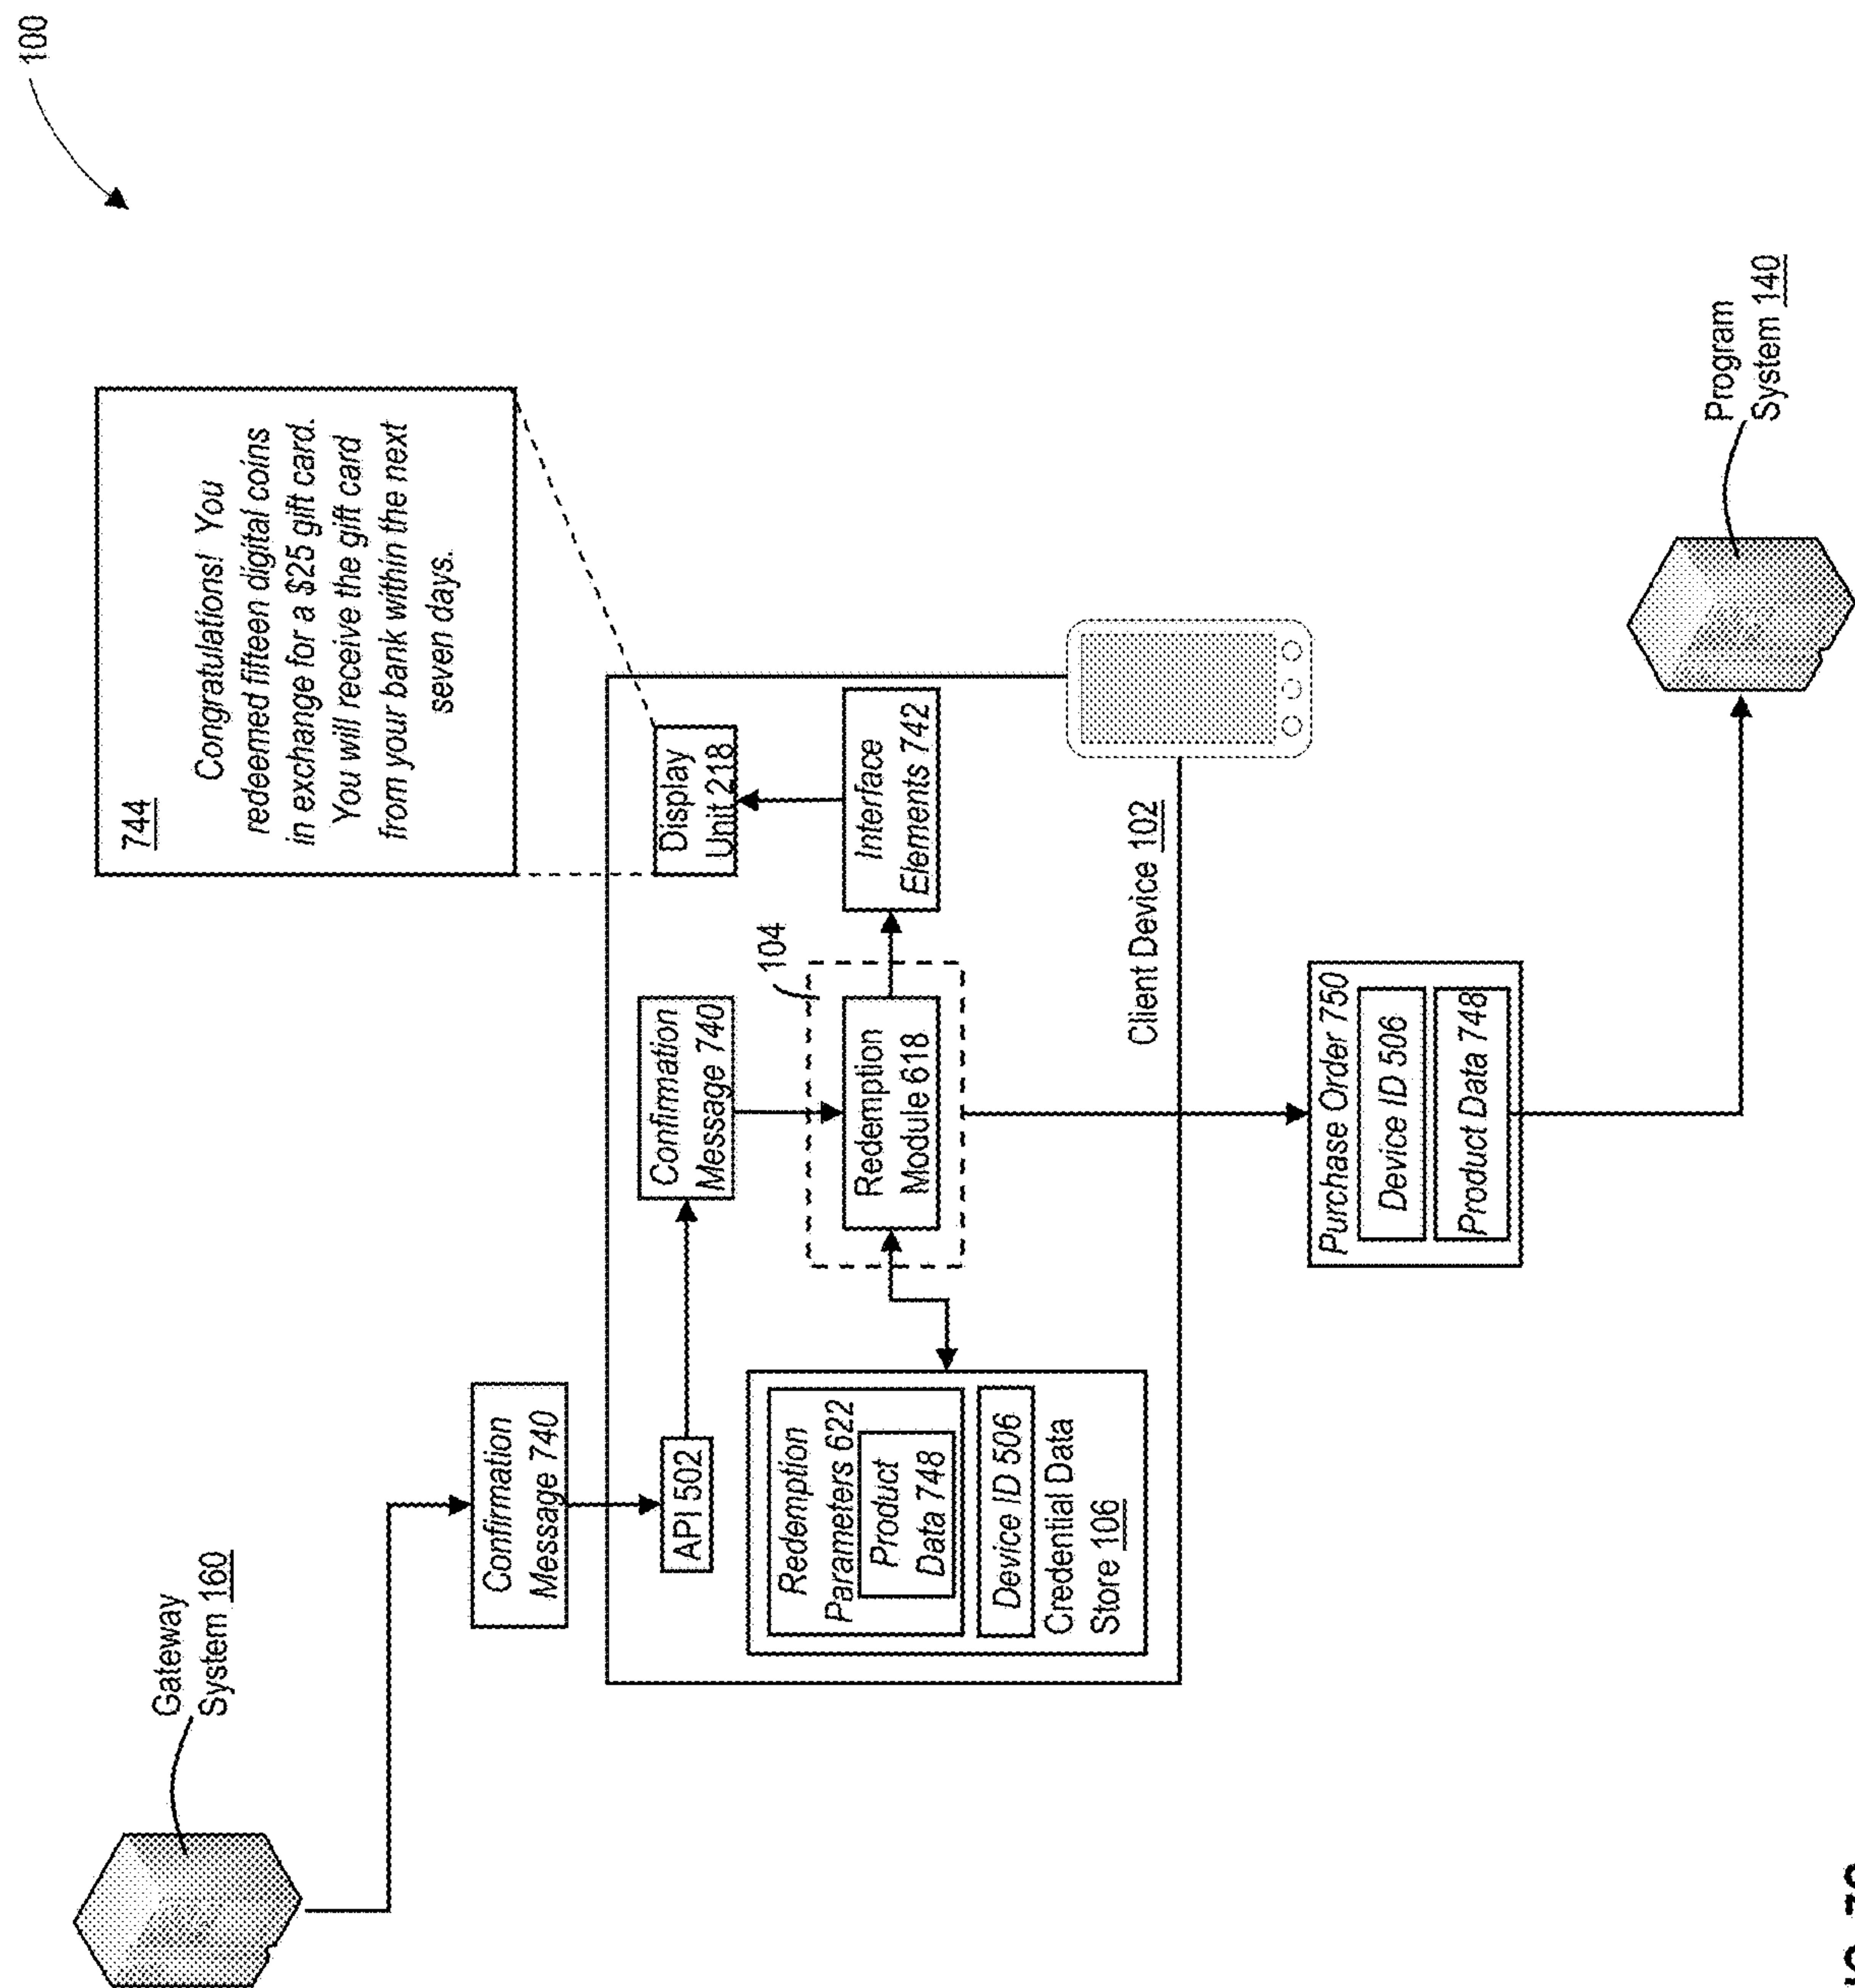 100
744
Congratulations! You
redeemed fifteen digital coins
in exchange for a $25 gift card.
You will receive the gift card
from your bank within the next
seven days.
Gateway
System 160
Confirmation
Message 740
API 502
Confirmation
Message 740
Display
Unit 218
104
Redemption
Parameters 622
Product
Data 748
Device ID 506
Credential Data
Store 106
Redemption
Module 618
Interface
Elements 742
Client Device 102
Purchase Order 750
Device ID 506
Product Data 748
Program
System 140